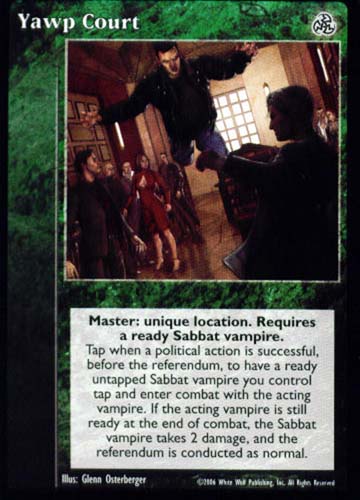 Yawp Court
Master: unique location. Requires
a ready Sabbat vampire.
Tap when a political action is successful,
before the referendum, to have a ready
untapped Sabbat vampire you control
tap and enter combat with the acting
vampire. If the acting vampire is still
ready at the end of combat, the Sabbat
vampire takes 2 damage, and the
referendum is conducted as normal.
Illus: Glenn Osterberger
©2006 White Wolf Publishing, Inc. All Rights Reserved